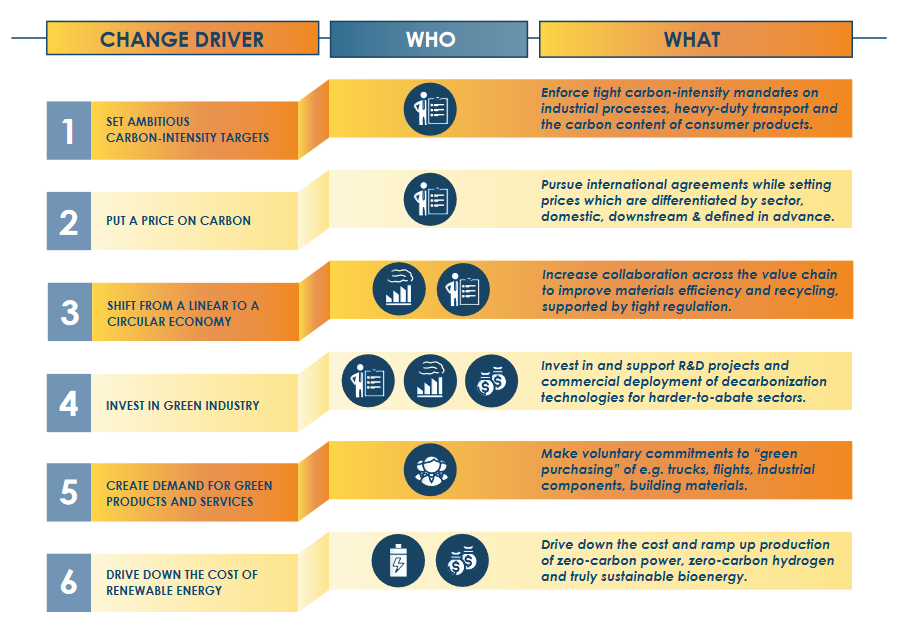 CHANGE DRIVER
WHO
WHAT
1
SET AMBITIOUS
CARBON-INTENSITY TARGETS
Enforce tight carbon-intensity mandates on
industrial processes, heavy-duty transport and
the carbon content of consumer products.
2
PUT A PRICE ON CARBON
Pursue international agreements while setting
prices which are differentiated by sector,
domestic, downstream & defined in advance.
3
SHIFT FROM A LINEAR TO A
CIRCULAR ECONOMY
Increase collaboration across the value chain
to improve materials efficiency and recycling,
supported by tight regulation.
4
INVEST IN GREEN INDUSTRY
$ $
Invest in and support R&D projects and
commercial deployment of decarbonization
technologies for harder-to-abate sectors.
5
CREATE DEMAND FOR GREEN
PRODUCTS AND SERVICES
Make voluntary commitments to “green
purchasing” of e.g. trucks, flights, industrial
components, building materials.
6
DRIVE DOWN THE COST OF
RENEWABLE ENERGY
$ $
Drive down the cost and ramp up production
of zero-carbon power, zero-carbon hydrogen
and truly sustainable bioenergy.